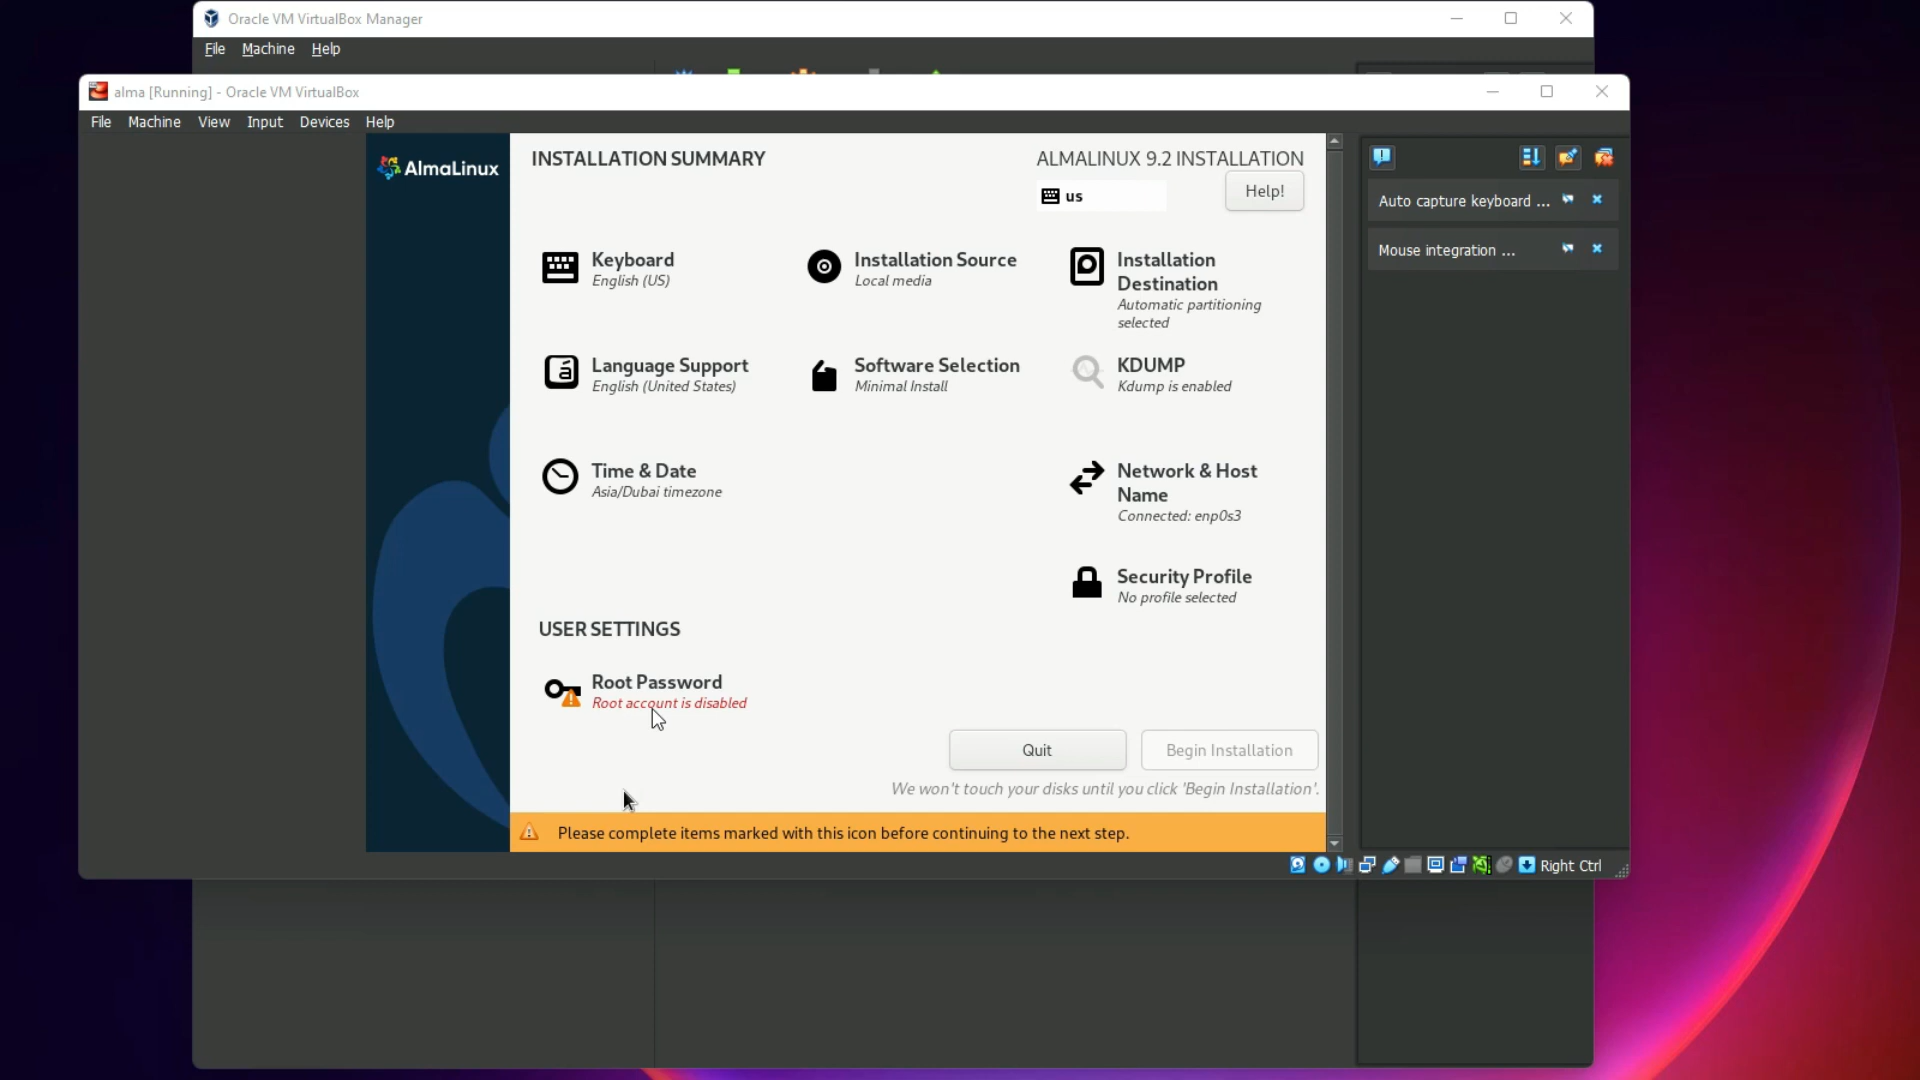 Oracle VM VirtualBox Manager
File Machine Help
alma [Running] - Oracle VM VirtualBox
File Machine View Input Devices Help
AlmaLinux
INSTALLATION SUMMARY
ALMALINUX 9.2 INSTALLATION
us
Help!
Keyboard
English (US)
Installation Source
Local media
Installation
Destination
Automatic partitioning
selected
Language Support
English (United States)
Software Selection
Minimal Install
KDUMP
Kdump is enabled
Time & Date
Asia/Dubai timezone
Network & Host
Name
Connected: enp0s3
Security Profile
No profile selected
USER SETTINGS
Root Password
Root account is disabled
Quit
Begin Installation
We won't touch your disks until you click 'Begin Installation'.
Please complete items marked with this icon before continuing to the next step.
Auto capture keyboard ...
Mouse integration ...
Right Ctrl